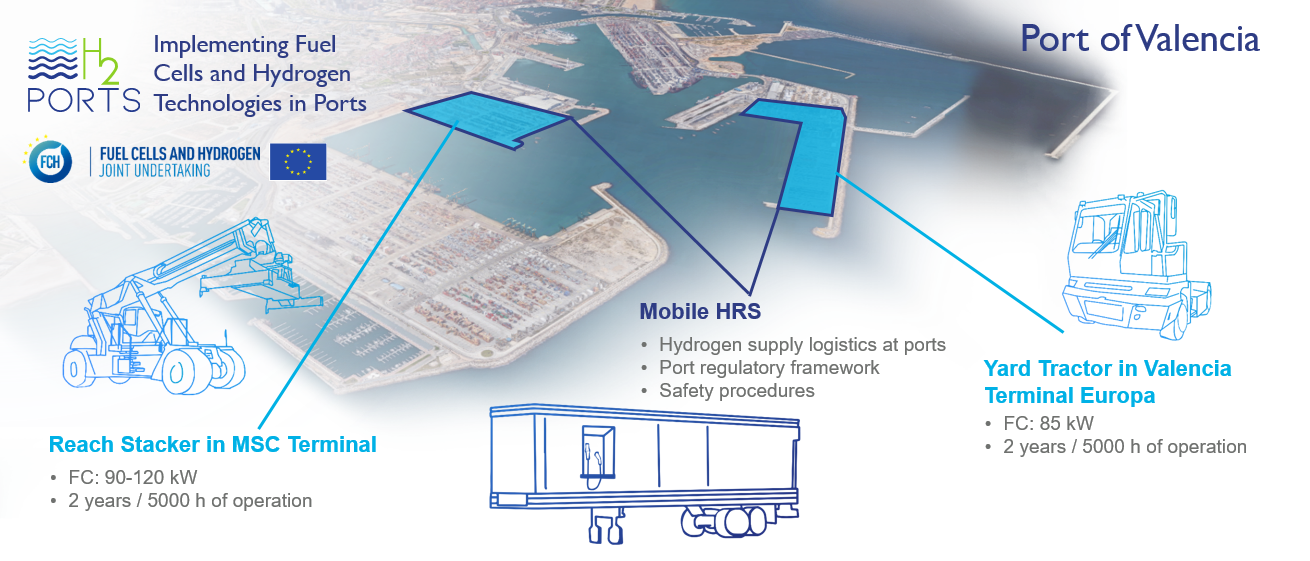 H2
PORTS
Implementing Fuel
Cells and Hydrogen
Technologies in Ports
Port of Valencia
FCH
FUEL CELLS AND HYDROGEN
JOINT UNDERTAKING
Mobile HRS
• Hydrogen supply logistics at ports
• Port regulatory framework
• Safety procedures
Yard Tractor in Valencia
Terminal Europa
• FC: 85 kW
• 2 years / 5000 h of operation
Reach Stacker in MSC Terminal
• FC: 90-120 kW
• 2 years / 5000 h of operation